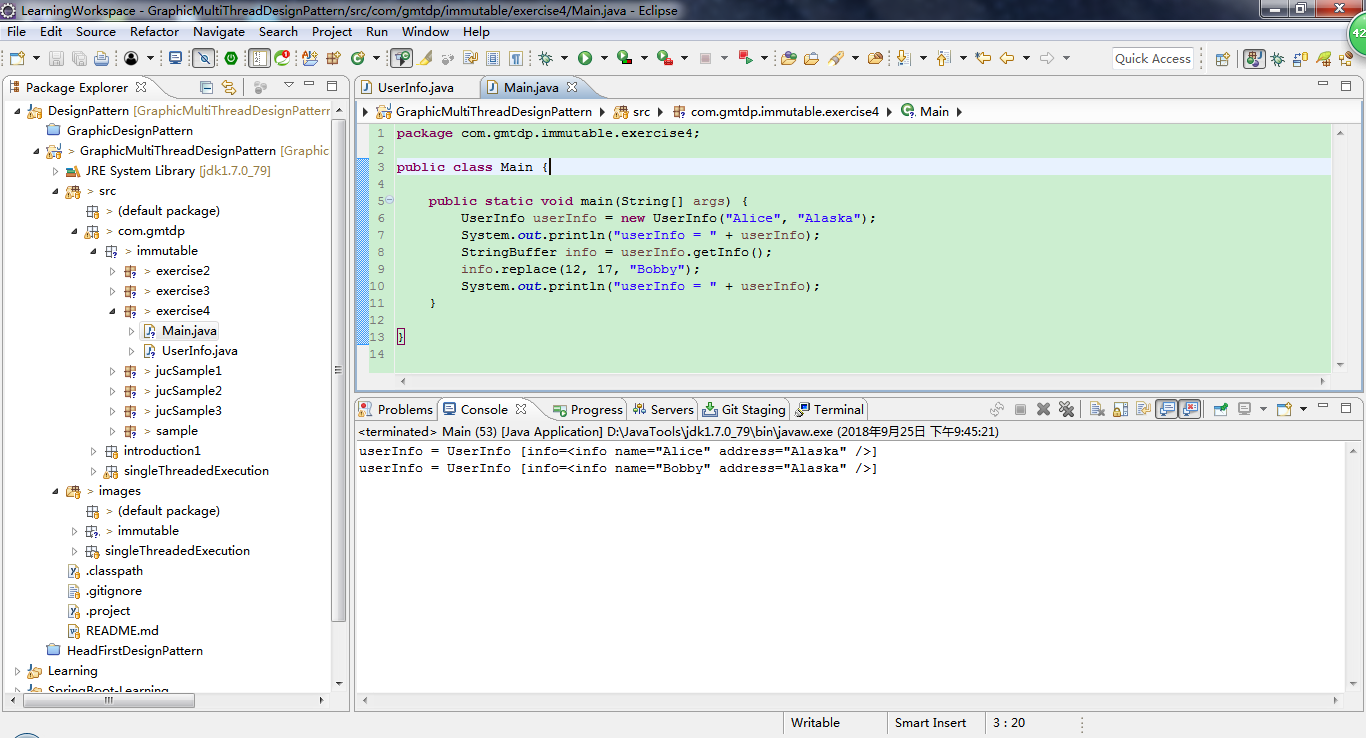 LearningWorkspace - GraphicMultiThreadDesignPattern/src/com/gmtdp/immutable/exercise4/Main.java - Eclipse
42
File Edit Source Refactor Navigate Search Project Run Window Help
Quick Access
Package Explorer
DesignPattern [GraphicMultiThreadDesignPattern
GraphicDesignPattern
> GraphicMultiThreadDesignPattern [Graphic
JRE System Library [jdk1.7.0_79]
> src
> (default package)
> com.gmtdp
> immutable
> exercise2
> exercise3
> exercise4
Main.java
UserInfo.java
> jucSample1
> jucSample2
> jucSample3
> sample
introduction1
singleThreadedExecution
> images
> (default package)
> immutable
singleThreadedExecution
.classpath
.gitignore
.project
README.md
HeadFirstDesignPattern
Learning
SpringBoot-Learning
UserInfo.java Main.java
GraphicMultiThreadDesignPattern src com.gmtdp.immutable.exercise4 Main
1 package com.gmtdp.immutable.exercise4;
2
3 public class Main {
4
5 public static void main(String[] args) {
6 UserInfo userInfo = new UserInfo("Alice", "Alaska");
7 System.out.println("userInfo = " + userInfo);
8 StringBuffer info = userInfo.getInfo();
9 info.replace(12, 17, "Bobby");
10 System.out.println("userInfo = " + userInfo);
11 }
12
13 }
14
Problems Console Progress Servers Git Staging Terminal
<terminated> Main (53) [Java Application] D:\JavaTools\jdk1.7.0_79\bin\javaw.exe (2018年9月25日 下午9:45:21)
userInfo = UserInfo [info=<info name="Alice" address="Alaska" />]
userInfo = UserInfo [info=<info name="Bobby" address="Alaska" />]
Writable Smart Insert 3 : 20